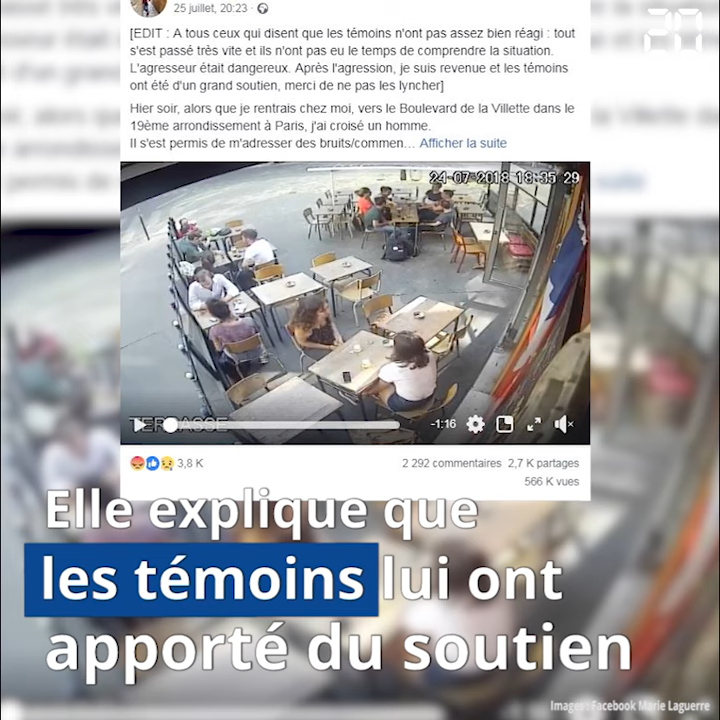 20
25 juillet, 20:23 ·
[EDIT : A tous ceux qui disent que les témoins n'ont pas assez bien réagi : tout
s'est passé très vite et ils n'ont pas eu le temps de comprendre la situation.
L'agresseur était dangereux. Après l'agression, je suis revenue et les témoins
ont été d'un grand soutien, merci de ne pas les lyncher]
Hier soir, alors que je rentrais chez moi, vers le Boulevard de la Villette dans le
19ème arrondissement à Paris, j'ai croisé un homme.
Il s'est permis de m'adresser des bruits/commen... Afficher la suite
24-07-2018 18:35 29
TERRASSE
-1:16
3,8 K
2 292 commentaires 2,7 K partages
566 K vues
Elle explique que
les témoins lui ont
apporté du soutien
Images : Facebook Marie Laguerre